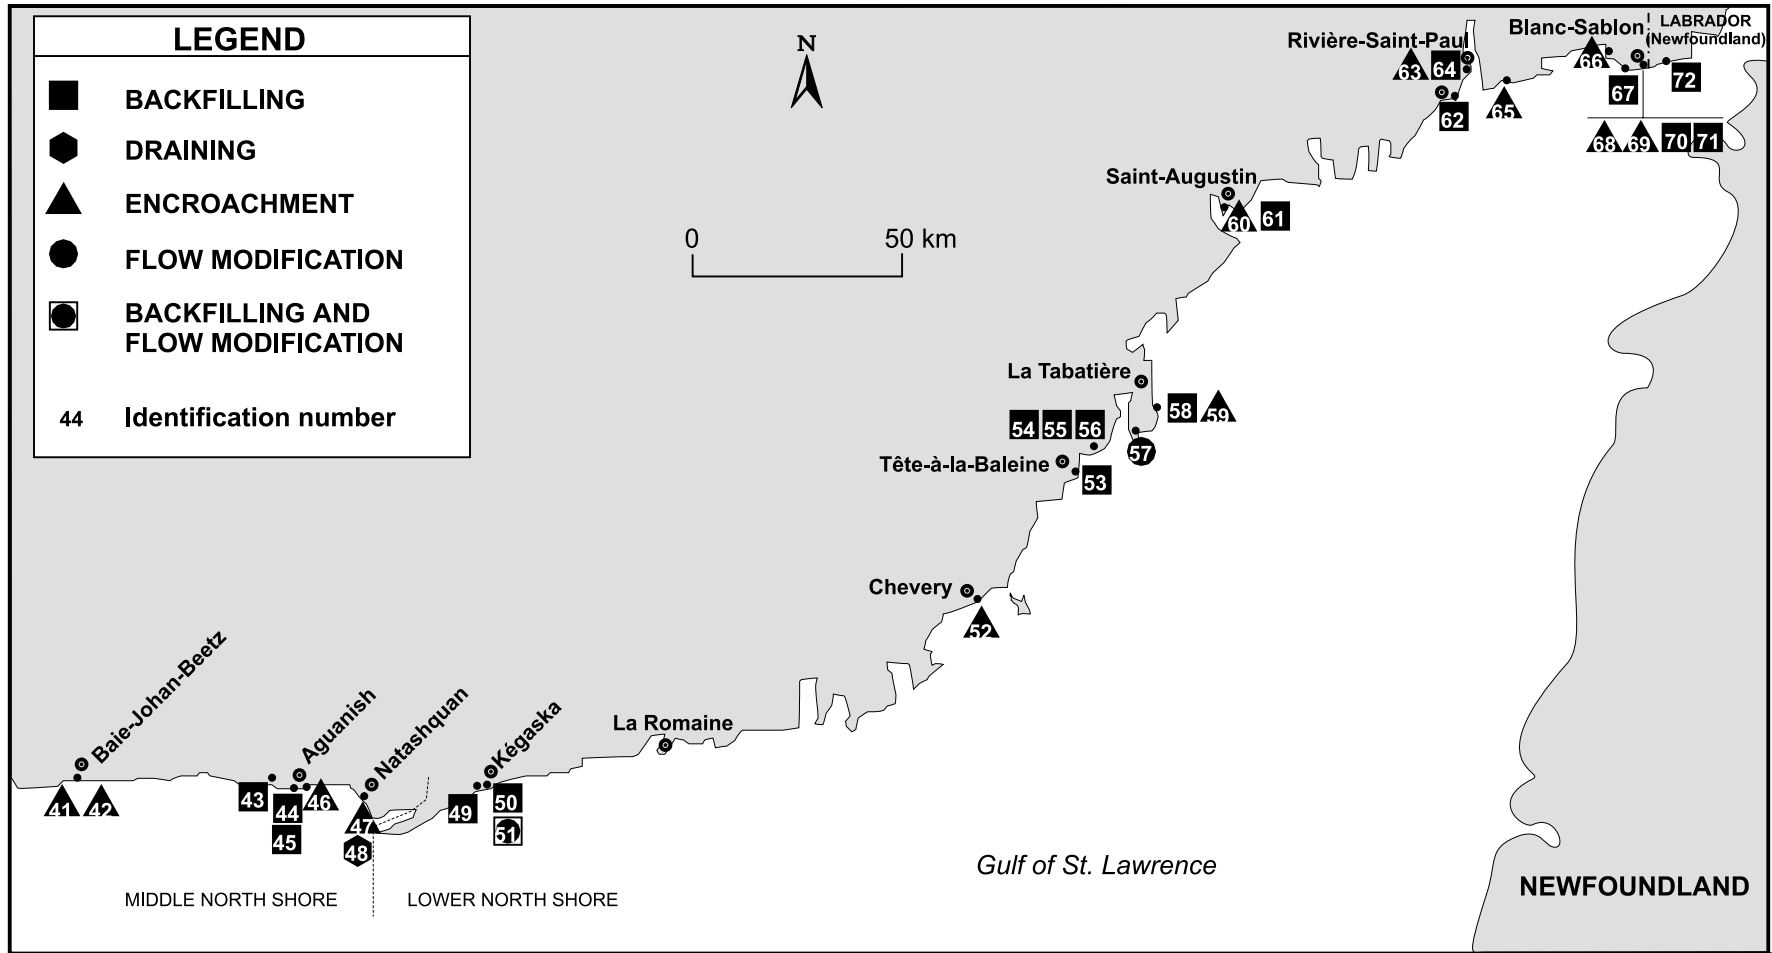 LEGEND
BACKFILLING
DRAINING
ENCROACHMENT
FLOW MODIFICATION
BACKFILLING AND
FLOW MODIFICATION
44 Identification number
N
0 50 km
Rivière-Saint-Paul
Blanc-Sablon
LABRADOR
(Newfoundland)
63 64
66
62
65
67
72
68 69 70 71
Saint-Augustin
60 61
La Tabatière
58 59
54 55 56
57
Tête-à-la-Baleine
53
Chevery
52
La Romaine
Baie-Johan-Beetz
Aguanish
Natashquan
Kégaska
41 42
43
44
45
46
47
48
49
50
51
MIDDLE NORTH SHORE
LOWER NORTH SHORE
Gulf of St. Lawrence
NEWFOUNDLAND